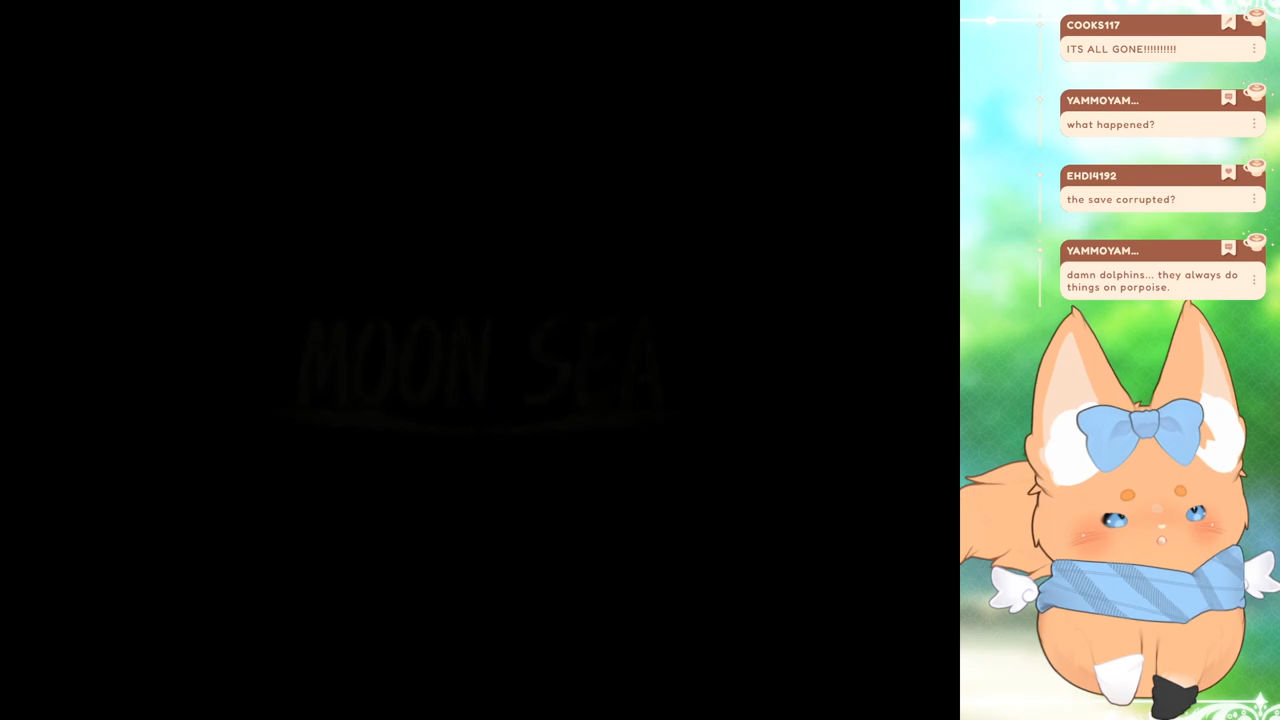 MOON SEA
COOKS117
ITS ALL GONE!!!!!!!!!!
YAMMOYAM...
what happened?
EHDI4192
the save corrupted?
YAMMOYAM...
damn dolphins... they always do
things on porpoise.